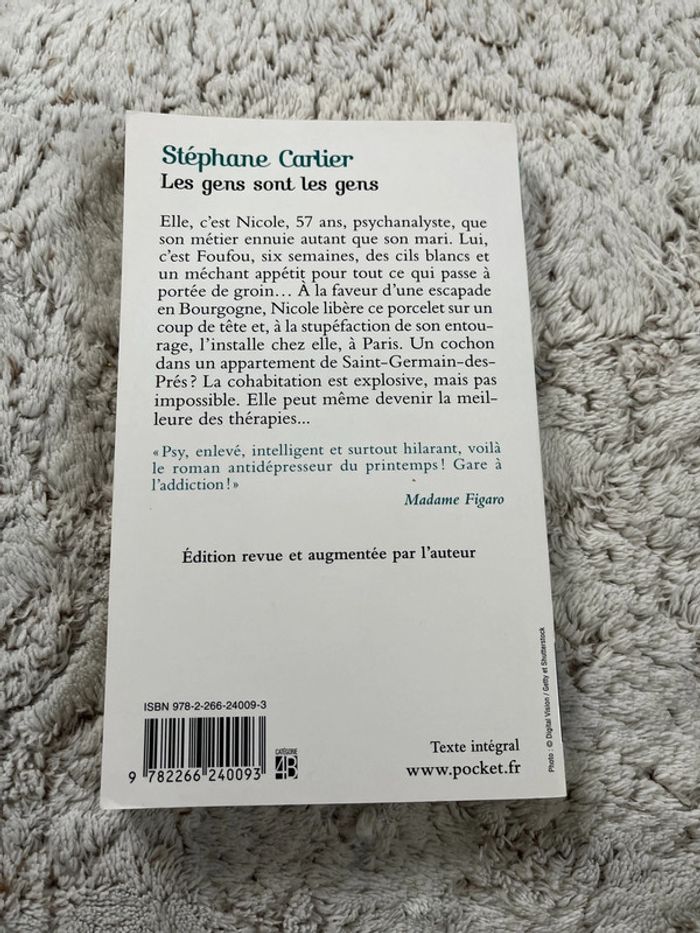 Stéphane Carlier
Les gens sont les gens
Elle, c'est Nicole, 57 ans, psychanalyste, que
son métier ennuie autant que son mari. Lui,
c'est Foufou, six semaines, des cils blancs et
un méchant appétit pour tout ce qui passe à
portée de groin... À la faveur d'une escapade
en Bourgogne, Nicole libère ce porcelet sur un
coup de tête et, à la stupéfaction de son entou-
rage, l'installe chez elle, à Paris. Un cochon
dans un appartement de Saint-Germain-des-
Prés ? La cohabitation est explosive, mais pas
impossible. Elle peut même devenir la meil-
leure des thérapies...
« Psy, enlevé, intelligent et surtout hilarant, voilà
le roman antidépresseur du printemps ! Gare à
l'addiction ! »
Madame Figaro
Édition revue et augmentée par l'auteur
ISBN 978-2-266-24009-3
9 782266 240093
CATÉGORIE
4B
Texte intégral
www.pocket.fr
Photo : © Digital Vision / Getty et Shutterstock